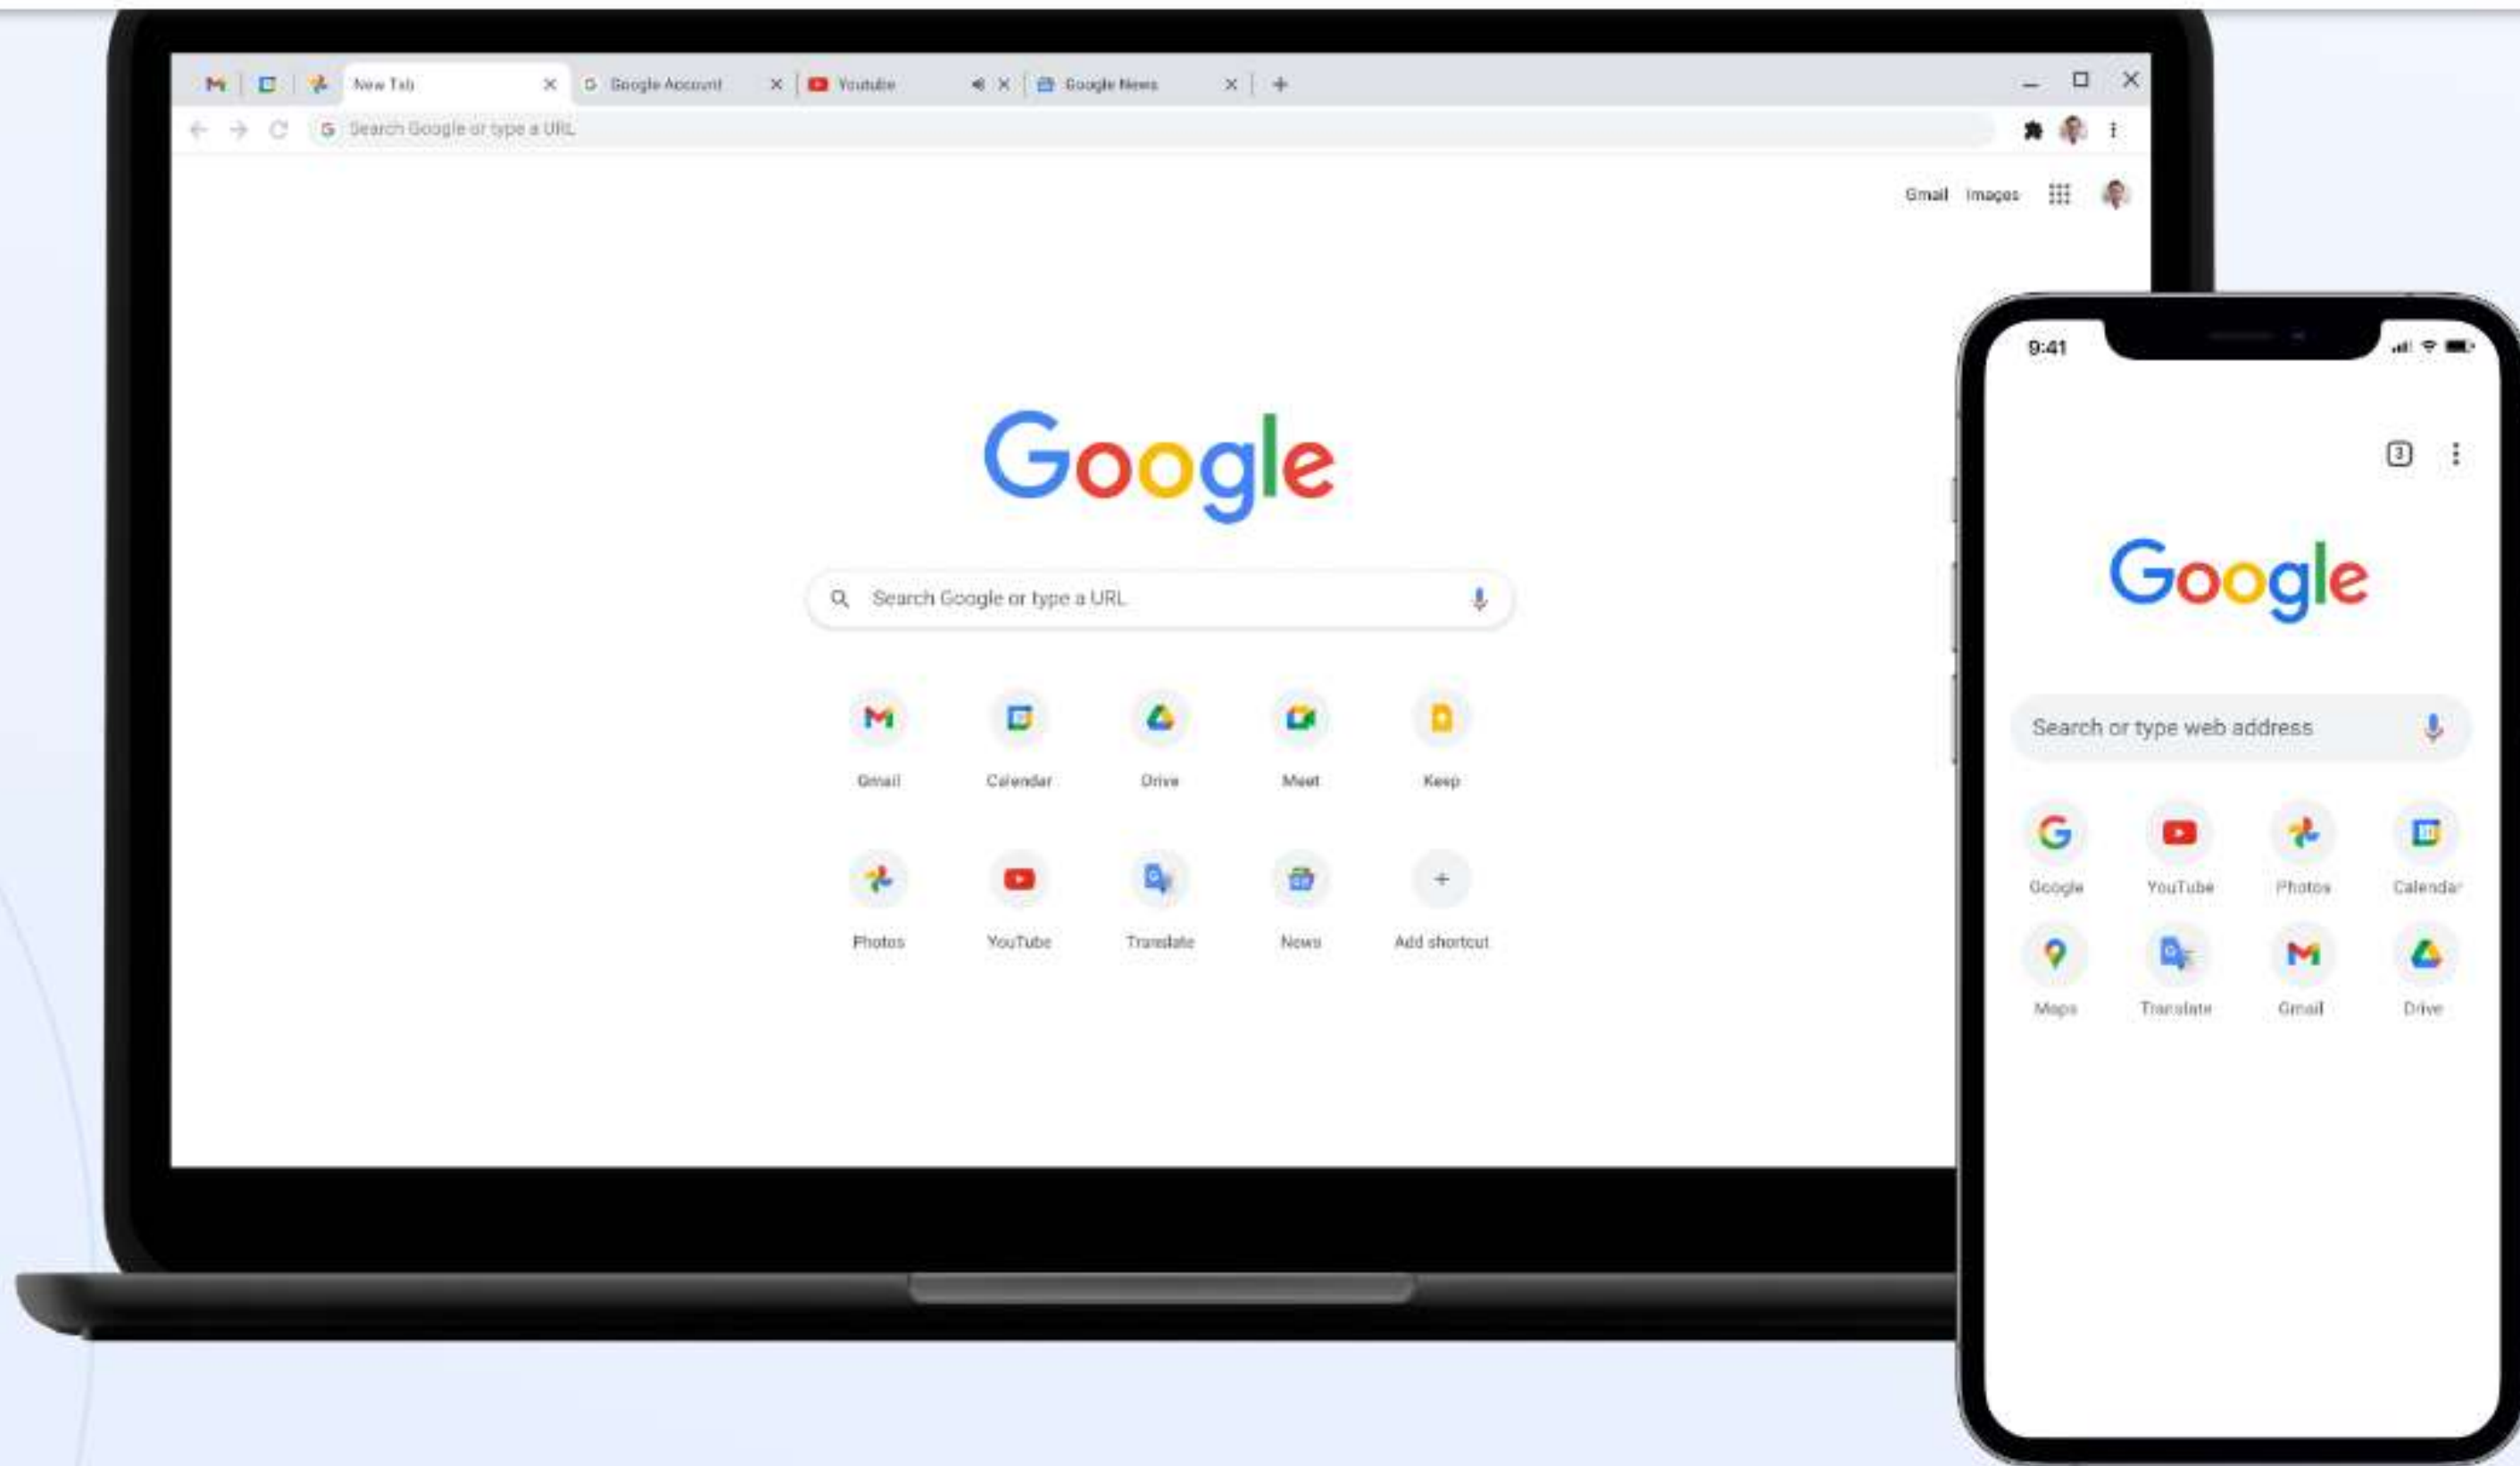 New Tab
Google Account
Youtube
Google News
Search Google or type a URL
Gmail Images
Google
Search Google or type a URL
Gmail Calendar Drive Meet Keep
Photos YouTube Translate News Add shortcut
9:41
3
Google
Search or type web address
Google YouTube Photos Calendar
Maps Translate Gmail Drive